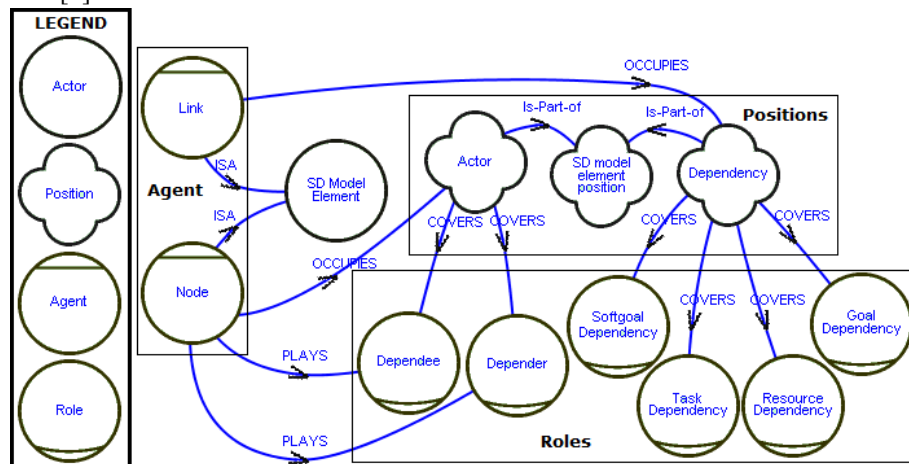 LEGEND
Actor
Position
Agent
Role
Agent
Link
Node
ISA
ISA
SD Model
Element
OCCUPIES
OCCUPIES
PLAYS
PLAYS
Positions
Is-Part-of
Is-Part-of
Actor
SD model
element
position
Dependency
COVERS
COVERS
COVERS
COVERS
COVERS
COVERS
Dependee
Depender
Softgoal
Dependency
Task
Dependency
Resource
Dependency
Goal
Dependency
Roles